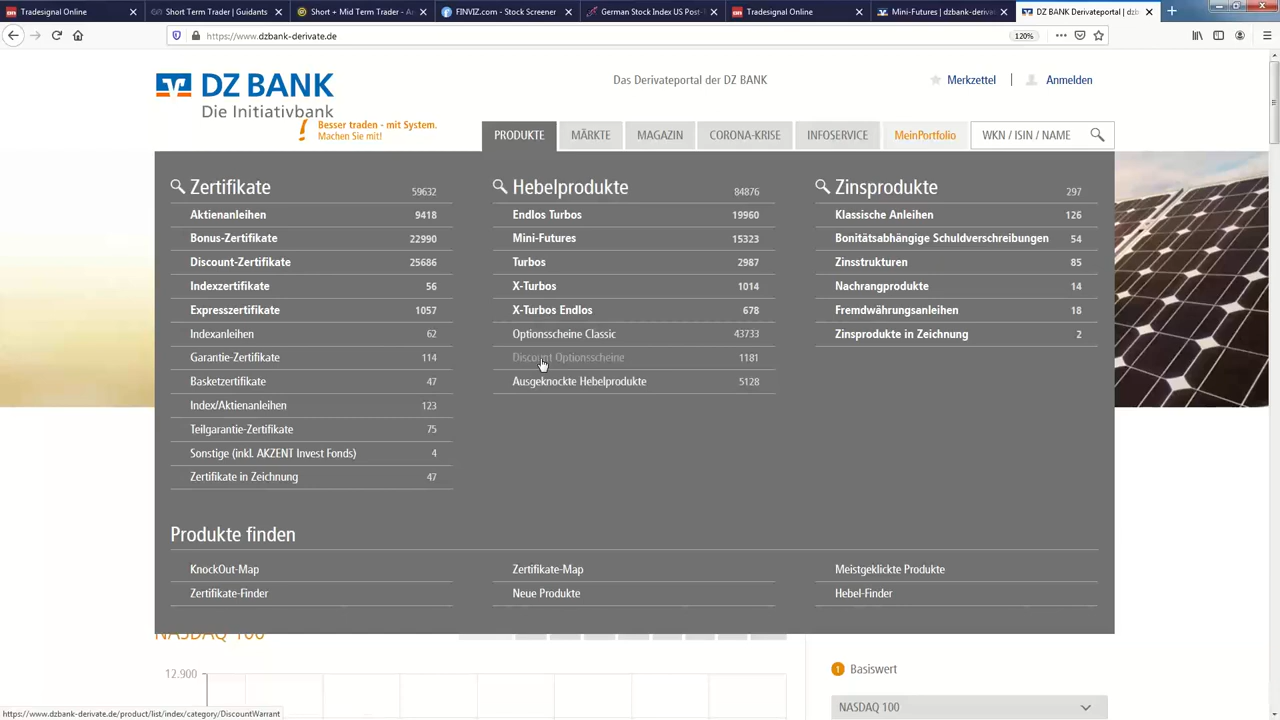 Tradesignal Online
Short Term Trader | Guidants
Short + Mid Term Trader -
FINVIZ.com - Stock Screener
German Stock Index US Post
Tradesignal Online
Mini-Futures | dzbank-derivate
DZ BANK Derivateportal | dzb
https://www.dzbank-derivate.de
120%
DZ BANK
Die Initiativbank
Besser traden - mit System.
Machen Sie mit!
Das Derivateportal der DZ BANK
Merkzettel
Anmelden
PRODUKTE
MÄRKTE
MAGAZIN
CORONA-KRISE
INFOSERVICE
MeinPortfolio
WKN / ISIN / NAME
Zertifikate 59632
Aktienanleihen 9418
Bonus-Zertifikate 22990
Discount-Zertifikate 25686
Indexzertifikate 56
Expresszertifikate 1057
Indexanleihen 62
Garantie-Zertifikate 114
Basketzertifikate 47
Index/Aktienanleihen 123
Teilgarantie-Zertifikate 75
Sonstige (inkl. AKZENT Invest Fonds) 4
Zertifikate in Zeichnung 47
Hebelprodukte 84876
Endlos Turbos 19960
Mini-Futures 15323
Turbos 2987
X-Turbos 1014
X-Turbos Endlos 678
Optionsscheine Classic 43733
Discount Optionsscheine 1181
Ausgeknockte Hebelprodukte 5128
Zinsprodukte 297
Klassische Anleihen 126
Bonitätsabhängige Schuldverschreibungen 54
Zinsstrukturen 85
Nachrangprodukte 14
Fremdwährungsanleihen 18
Zinsprodukte in Zeichnung 2
Produkte finden
KnockOut-Map
Zertifikate-Finder
Zertifikate-Map
Neue Produkte
Meistgeklickte Produkte
Hebel-Finder
NASDAQ 100
12.900
1 Basiswert
NASDAQ 100
https://www.dzbank-derivate.de/product/list/index/category/DiscountWarrant